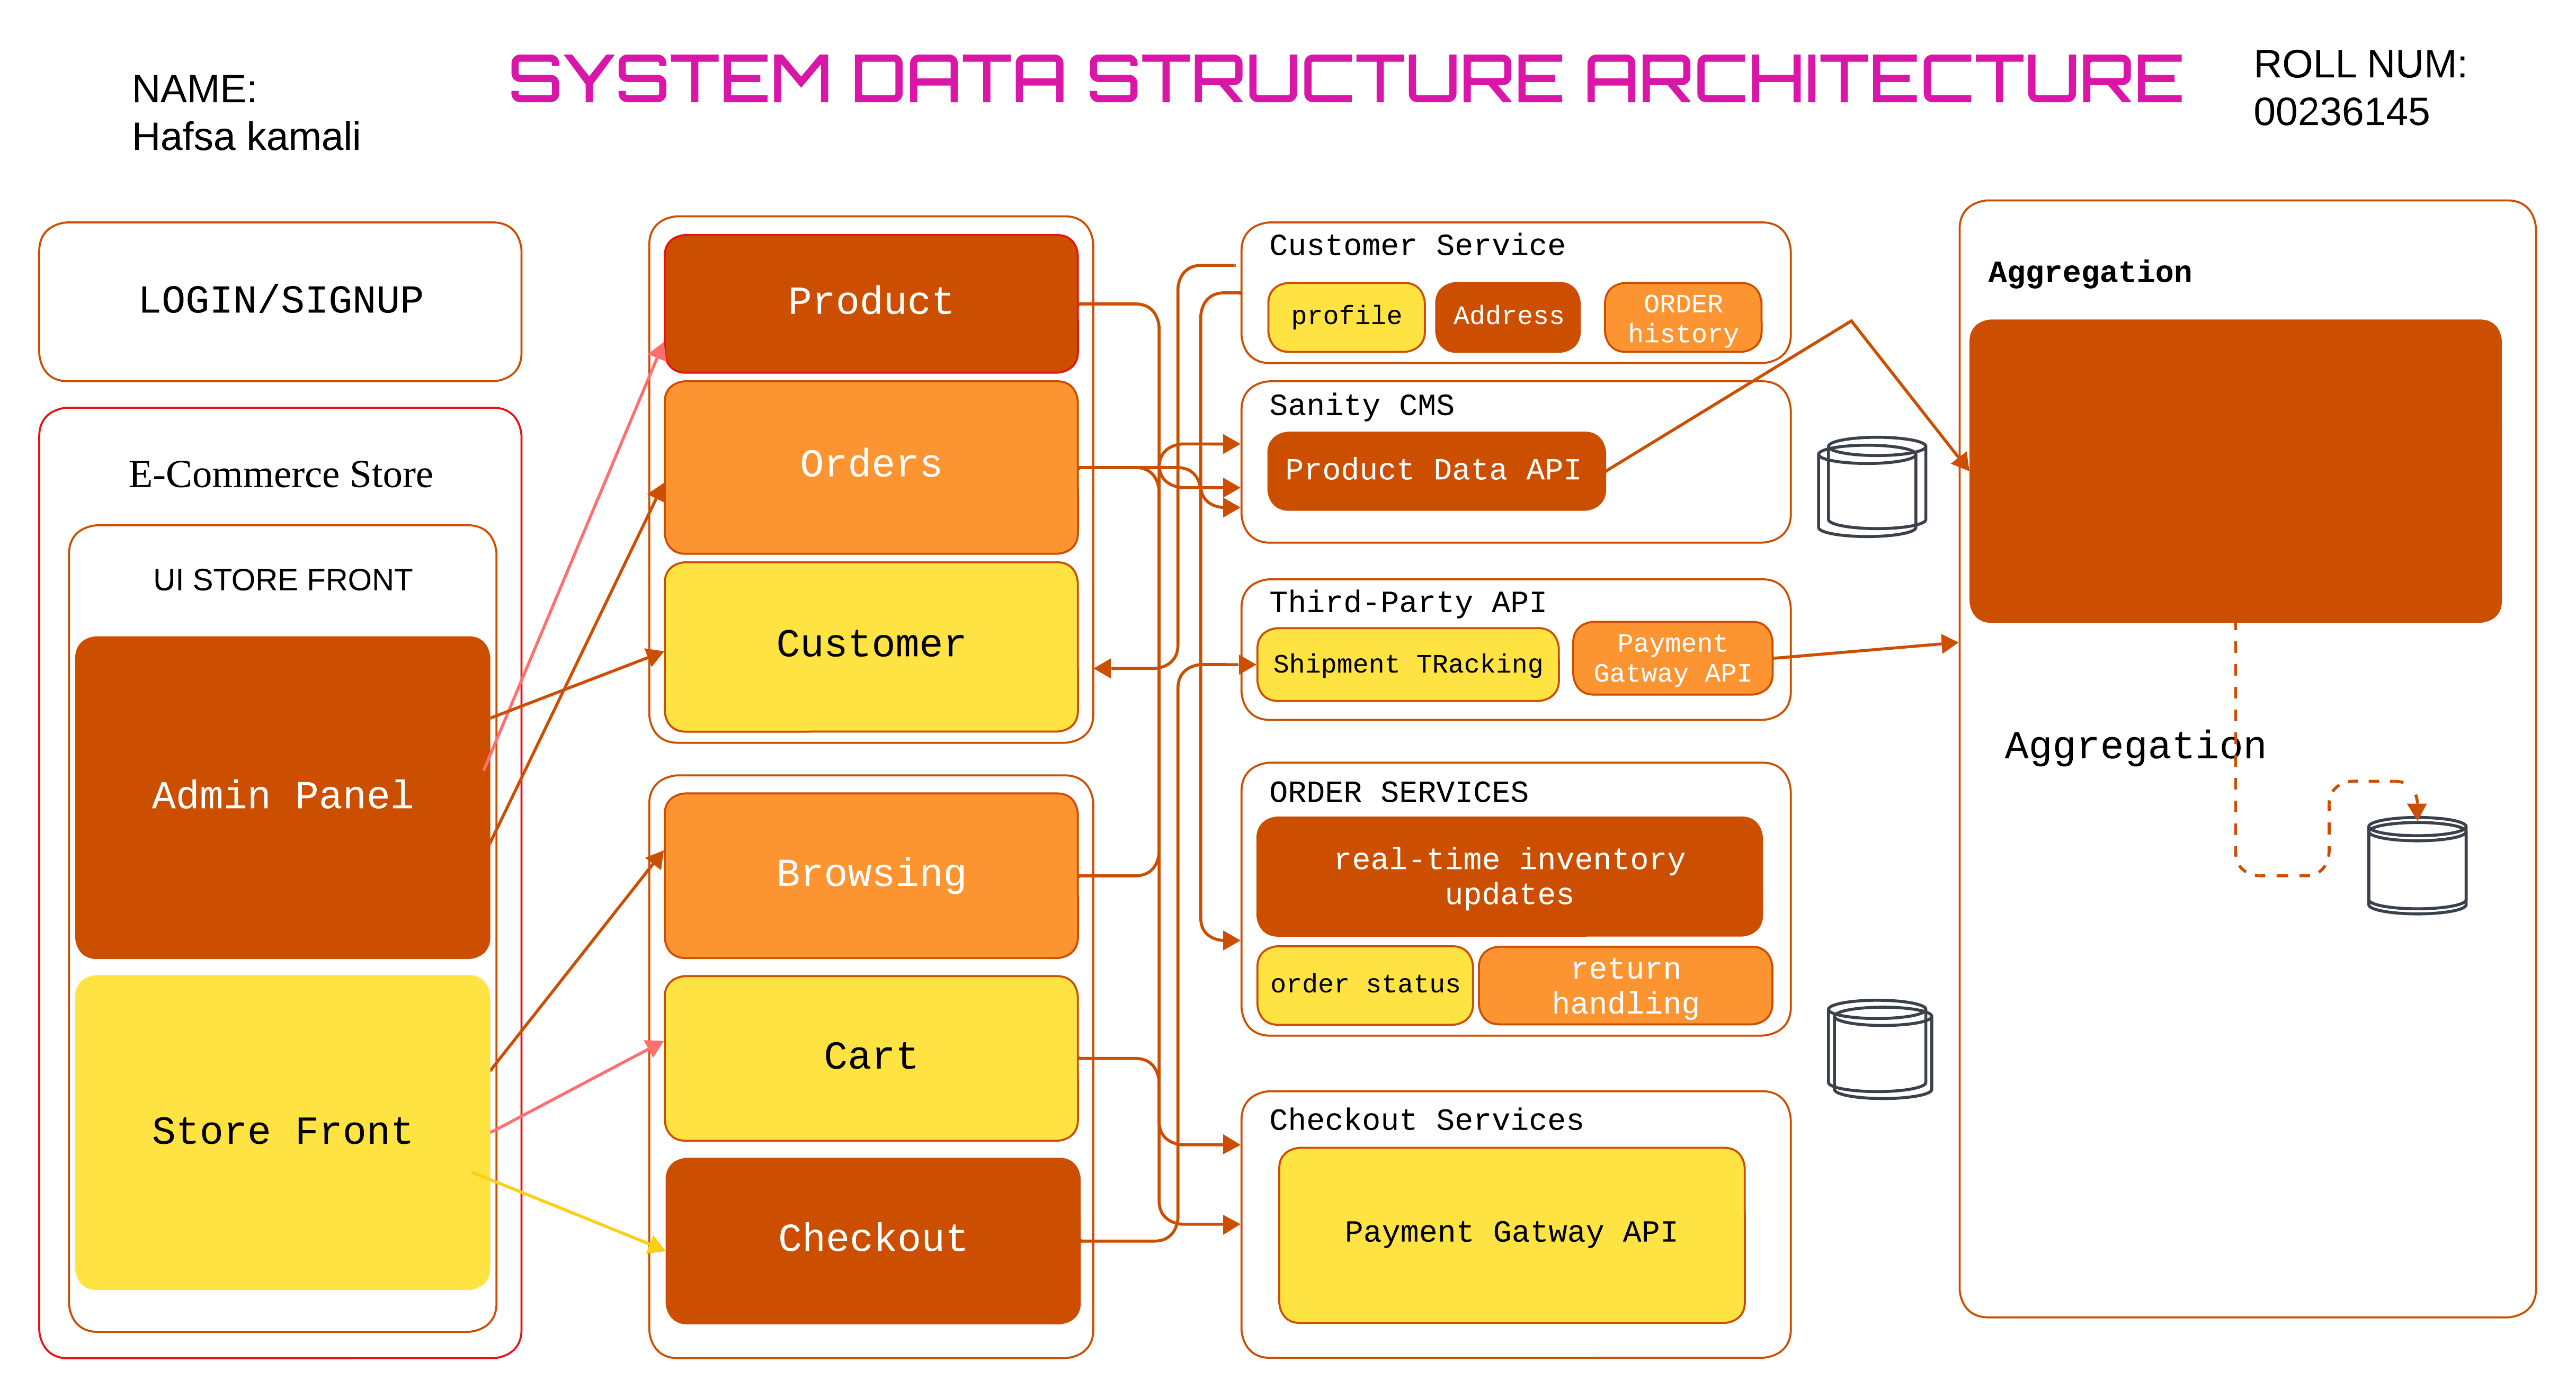 NAME:
Hafsa kamali
SYSTEM DATA STRUCTURE ARCHITECTURE
ROLL NUM:
00236145
LOGIN/SIGNUP
E-Commerce Store
UI STORE FRONT
Admin Panel
Store Front
Product
Orders
Customer
Browsing
Cart
Checkout
Customer Service
profile
Address
ORDER
history
Sanity CMS
Product Data API
Third-Party API
Shipment TRacking
Payment
Gatway API
ORDER SERVICES
real-time inventory
updates
order status
return
handling
Checkout Services
Payment Gatway API
Aggregation
Aggregation